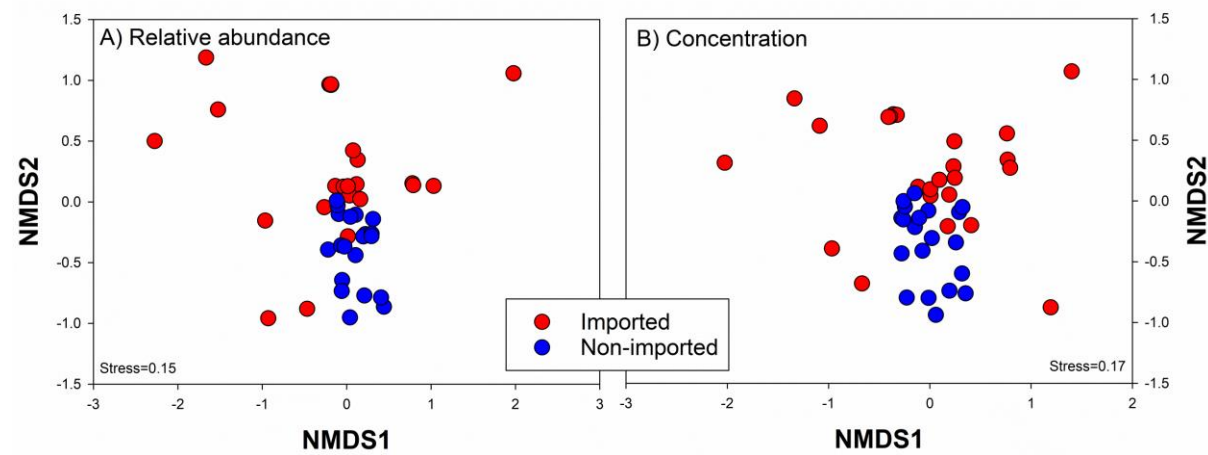 A) Relative abundance
B) Concentration
1.5
1.0
0.5
0.0
-0.5
-1.0
-1.5
NMDS2
Stress=0.15
-3
-2
-1
0
1
2
3
NMDS1
Imported
Non-imported
Stress=0.17
-3
-2
-1
0
1
2
NMDS1
1.5
1.0
0.5
0.0
-0.5
-1.0
-1.5
NMDS2